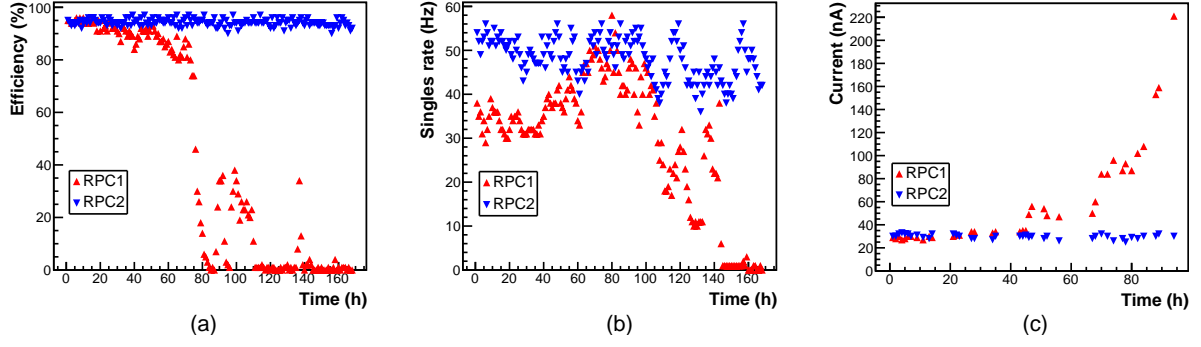 Efficiency (%)
100
80
60
40
20
0
RPC1
RPC2
0 20 40 60 80 100 120 140 160
Time (h)
(a)
Singles rate (Hz)
60
50
40
30
20
10
0
RPC1
RPC2
0 20 40 60 80 100 120 140 160
Time (h)
(b)
Current (nA)
220
200
180
160
140
120
100
80
60
40
20
0
RPC1
RPC2
0 20 40 60 80
Time (h)
(c)